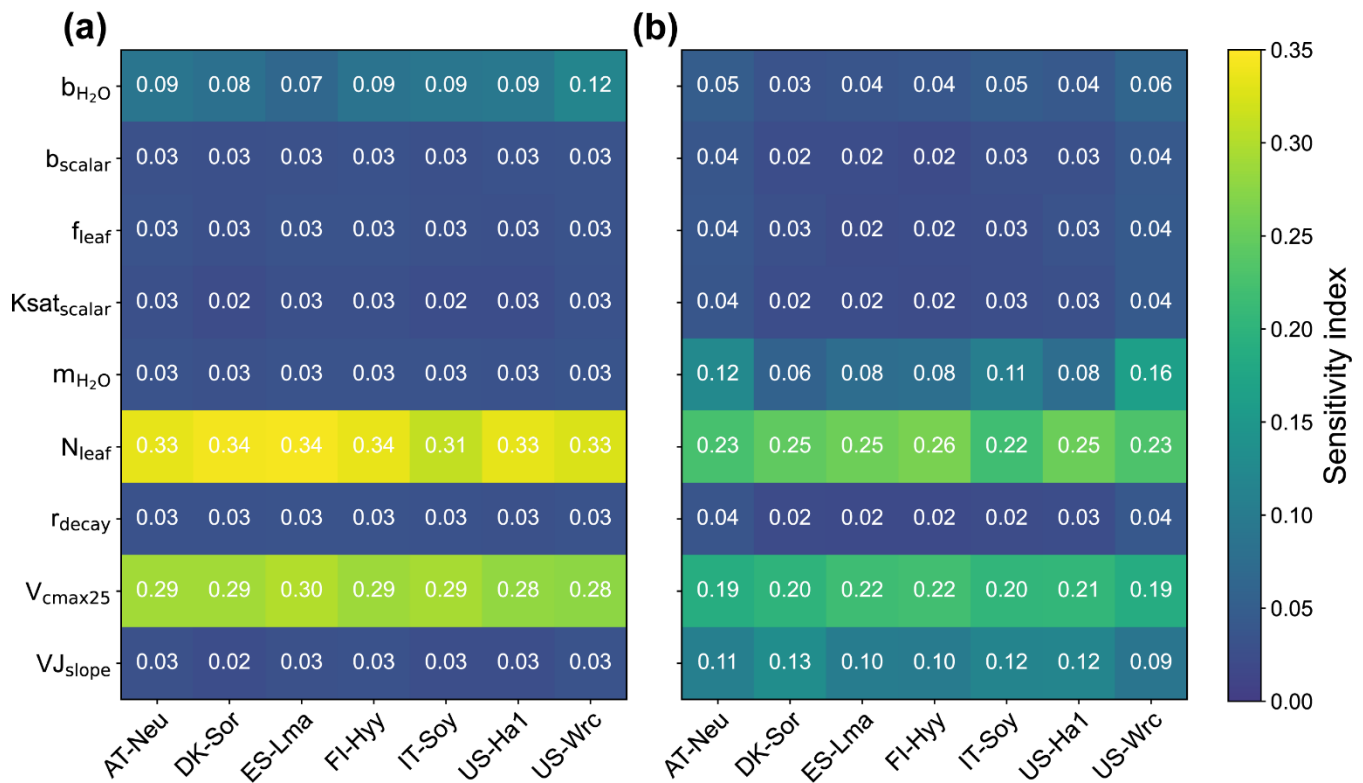 (a) (b)
b_H₂O 0.09 0.08 0.07 0.09 0.09 0.09 0.12 0.05 0.03 0.04 0.04 0.05 0.04 0.06 0.35
b_scalar 0.03 0.03 0.03 0.03 0.03 0.03 0.03 0.04 0.02 0.02 0.02 0.03 0.03 0.04 0.30
f_leaf 0.03 0.03 0.03 0.03 0.03 0.03 0.03 0.04 0.03 0.02 0.02 0.02 0.03 0.04 0.25
Ksat_scalar 0.03 0.02 0.03 0.03 0.02 0.03 0.03 0.04 0.02 0.02 0.02 0.03 0.03 0.04 0.20
m_H₂O 0.03 0.03 0.03 0.03 0.03 0.03 0.03 0.12 0.06 0.08 0.08 0.11 0.08 0.16 0.15
N_leaf 0.33 0.34 0.34 0.34 0.31 0.33 0.33 0.23 0.25 0.25 0.26 0.22 0.25 0.23 0.10
r_decay 0.03 0.03 0.03 0.03 0.03 0.03 0.03 0.04 0.02 0.02 0.02 0.02 0.03 0.04 0.05
V_cmax25 0.29 0.29 0.30 0.29 0.29 0.28 0.28 0.19 0.20 0.22 0.22 0.20 0.21 0.19
VJ_slope 0.03 0.02 0.03 0.03 0.03 0.03 0.03 0.11 0.13 0.10 0.10 0.12 0.12 0.09 0.00
AT-Neu DK-Sor ES-Lma FI-Hyy IT-Soy US-Ha1 US-Wrc AT-Neu DK-Sor ES-Lma FI-Hyy IT-Soy US-Ha1 US-Wrc
Sensitivity index